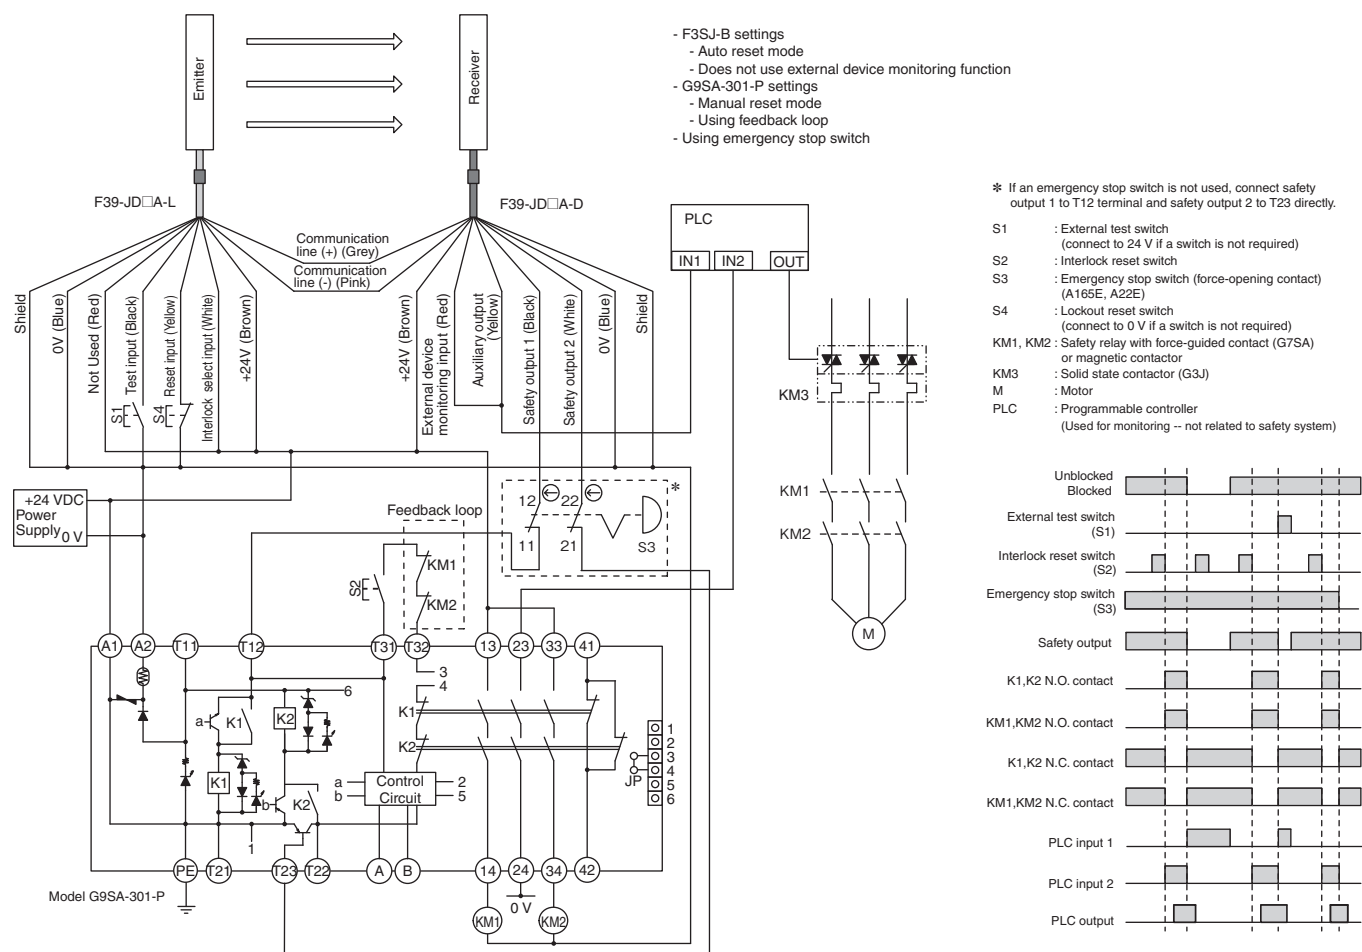 Emitter
Receiver
- F3SJ-B settings
- Auto reset mode
- Does not use external device monitoring function
- G9SA-301-P settings
- Manual reset mode
- Using feedback loop
- Using emergency stop switch
F39-JD□A-L
F39-JD□A-D
Communication
line (+) (Grey)
Communication
line (-) (Pink)
Shield
0V (Blue)
Not Used (Red)
Test input (Black)
Reset input (Yellow)
Interlock select input (White)
+24V (Brown)
+24V (Brown)
External device
monitoring input (Red)
Auxiliary output
(Yellow)
Safety output 1 (Black)
Safety output 2 (White)
0V (Blue)
Shield
S1
S4
PLC
IN1
IN2
OUT
KM3
KM1
KM2
M
* If an emergency stop switch is not used, connect safety
output 1 to T12 terminal and safety output 2 to T23 directly.
S1 : External test switch
(connect to 24 V if a switch is not required)
S2 : Interlock reset switch
S3 : Emergency stop switch (force-opening contact)
(A165E, A22E)
S4 : Lockout reset switch
(connect to 0 V if a switch is not required)
KM1, KM2 : Safety relay with force-guided contact (G7SA)
or magnetic contactor
KM3 : Solid state contactor (G3J)
M : Motor
PLC : Programmable controller
(Used for monitoring -- not related to safety system)
+24 VDC
Power
Supply 0 V
Feedback loop
S2
KM1
KM2
12
22
11
21
S3
*
A1
A2
T11
T12
T31
T32
13
23
33
41
3
4
6
a
K1
K2
K1
K2
K1
b
K2
1
a
b
Control
Circuit
2
5
JP
1
2
3
4
5
6
PE
T21
T23
T22
A
B
14
24
34
42
0 V
KM1
KM2
Model G9SA-301-P
Unblocked
Blocked
External test switch
(S1)
Interlock reset switch
(S2)
Emergency stop switch
(S3)
Safety output
K1,K2 N.O. contact
KM1,KM2 N.O. contact
K1,K2 N.C. contact
KM1,KM2 N.C. contact
PLC input 1
PLC input 2
PLC output